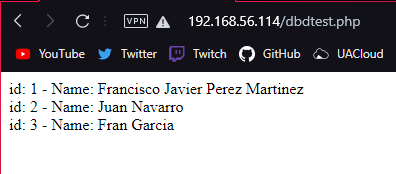 VPN 192.168.56.114/dbdtest.php
YouTube Twitter Twitch GitHub UACloud
id: 1 - Name: Francisco Javier Perez Martinez
id: 2 - Name: Juan Navarro
id: 3 - Name: Fran Garcia